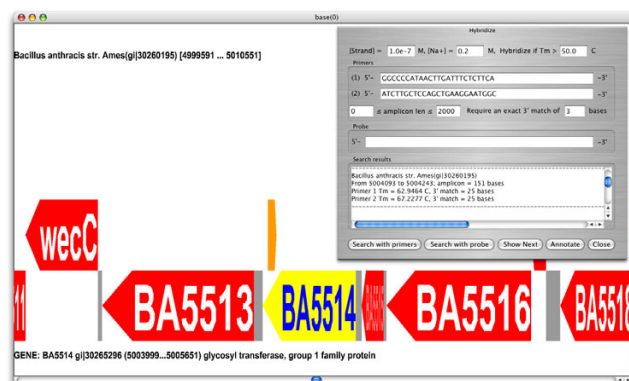 base(0)
Bacillus anthracis str. Ames(gi|30260195) [4999591 ... 5010551]
Hybridize
[Strand] = 1.0e-7 M, [Na+] = 0.2 M, Hybridize if Tm > 50.0 C
Primers
(1) 5'- GGCCCCATAACTTGATTTCTCTTCA -3'
(2) 5'- ATCTTGCTCCAGCTGAAGGAATGGC -3'
0 ≤ amplicon len ≤ 2000 Require an exact 3' match of 3 bases
Probe
5'- -3'
Search results
Bacillus anthracis str. Ames(gi|30260195)
From 5004093 to 5004243; amplicon = 151 bases
Primer 1 Tm = 62.9464 C, 3' match = 25 bases
Primer 2 Tm = 67.2277 C, 3' match = 25 bases
Search with primers Search with probe Show Next Annotate Close
wecC
11 BA5513 BA5514 BA5516 BA5518
GENE: BA5514 gi|30265296 (5003999...5005651) glycosyl transferase, group 1 family protein